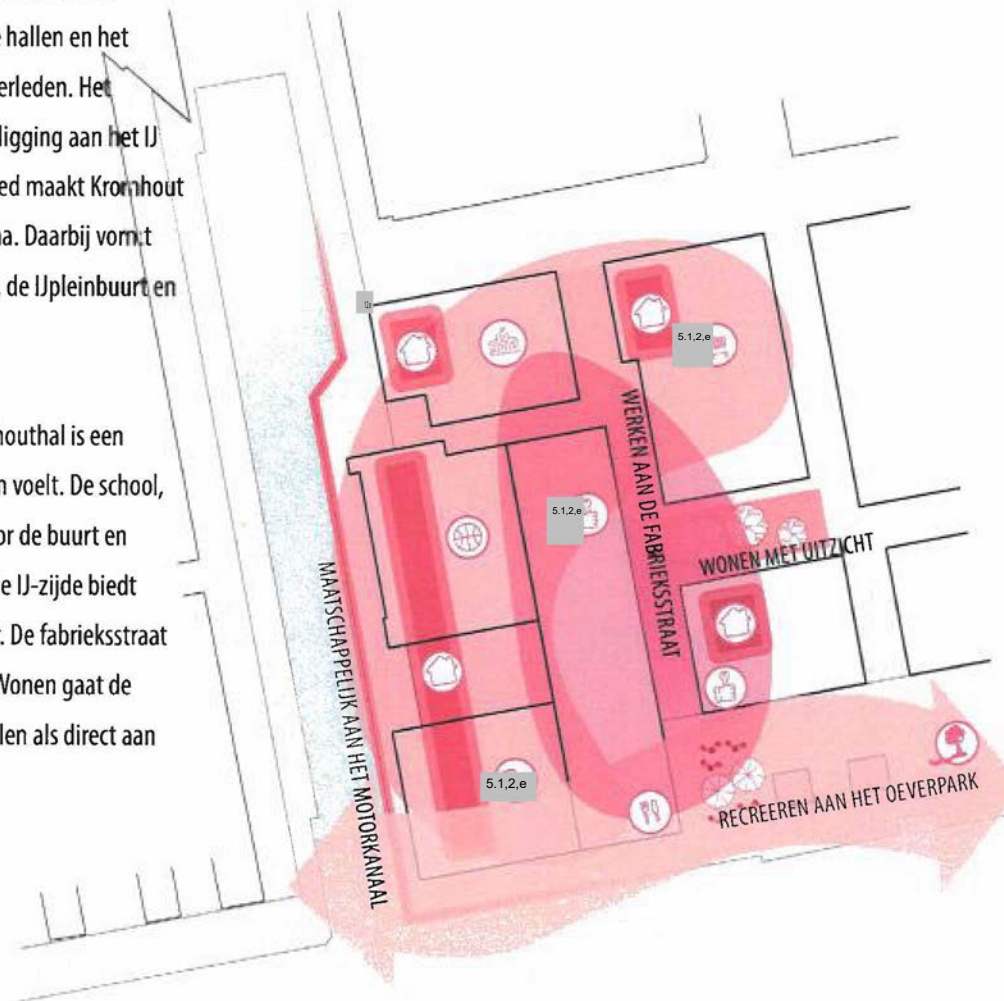 hallen en het
erleden. Het
ligging aan het IJ
ed maakt Kromhout
na. Daarbij vormt
de IJpleinbuurt en
outhal is een
n voelt. De school,
or de buurt en
e IJ-zijde biedt
De fabrieksstraat
Wonen gaat de
len als direct aan
5.1,2,e
5.1,2,e
5.1,2,e
WERKEN AAN DE FABRIEKSSTRAAT
WONEN MET UITZICHT
MAATSCHAPPELIJK AAN HET MOTORKANAAL
RECREEREN AAN HET OEVERPARK